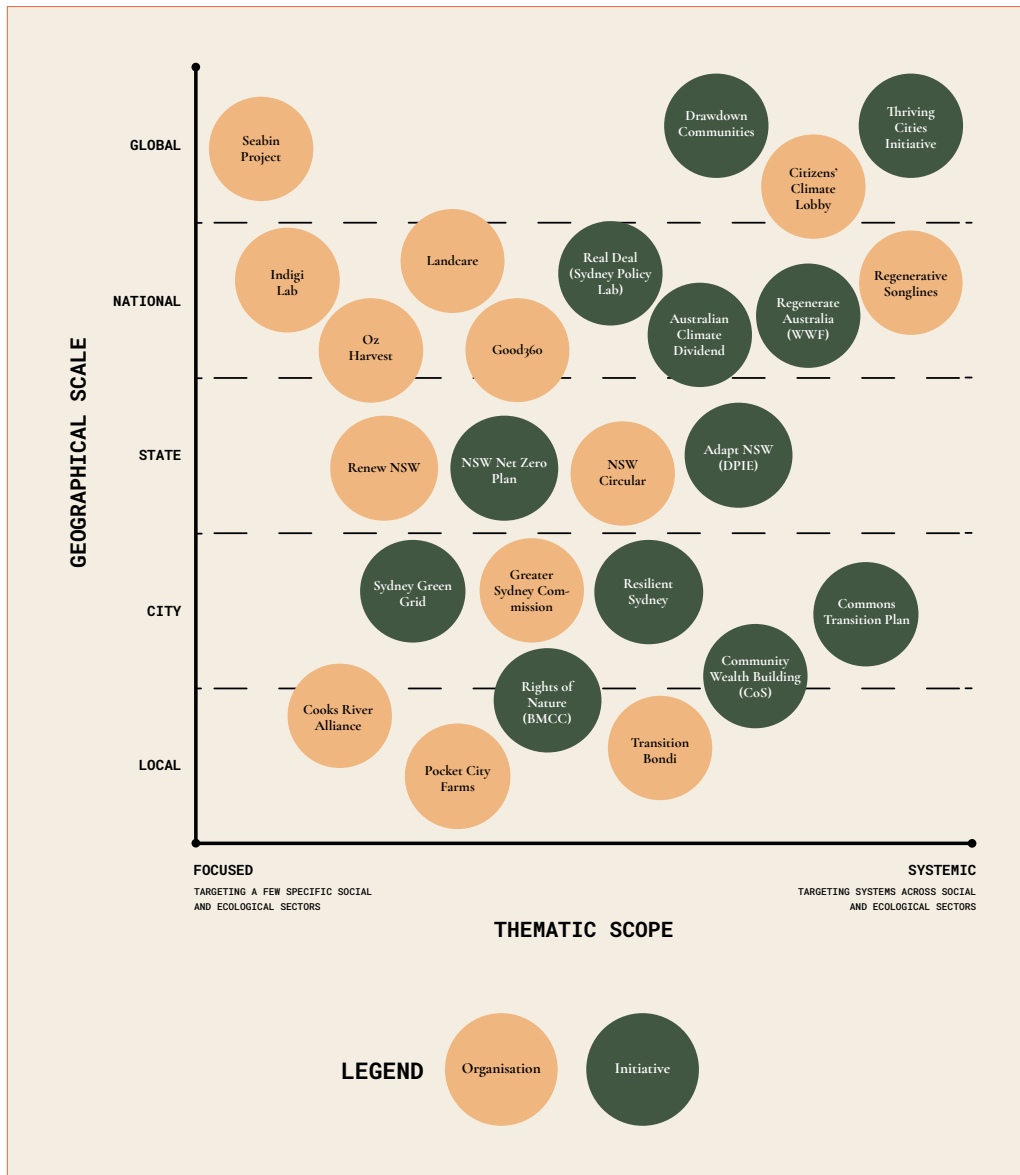 GEOGRAPHICAL SCALE
GLOBAL
Seabin
Project
Drawdown
Communities
Citizens’
Climate
Lobby
Thriving
Cities
Initiative
NATIONAL
Indigi
Lab
Oz
Harvest
Landcare
Good360
Real Deal
(Sydney Policy
Lab)
Australian
Climate
Dividend
Regenerate
Australia
(WWF)
Regenerative
Songlines
STATE
Renew NSW
NSW Net Zero
Plan
NSW
Circular
Adapt NSW
(DPIE)
CITY
Sydney Green
Grid
Greater
Sydney Com-
mission
Resilient
Sydney
Community
Wealth Building
(CoS)
Commons
Transition Plan
LOCAL
Cooks River
Alliance
Pocket City
Farms
Rights of
Nature
(BMCC)
Transition
Bondi
FOCUSED
TARGETING A FEW SPECIFIC SOCIAL
AND ECOLOGICAL SECTORS
SYSTEMIC
TARGETING SYSTEMS ACROSS SOCIAL
AND ECOLOGICAL SECTORS
THEMATIC SCOPE
LEGEND
Organisation
Initiative